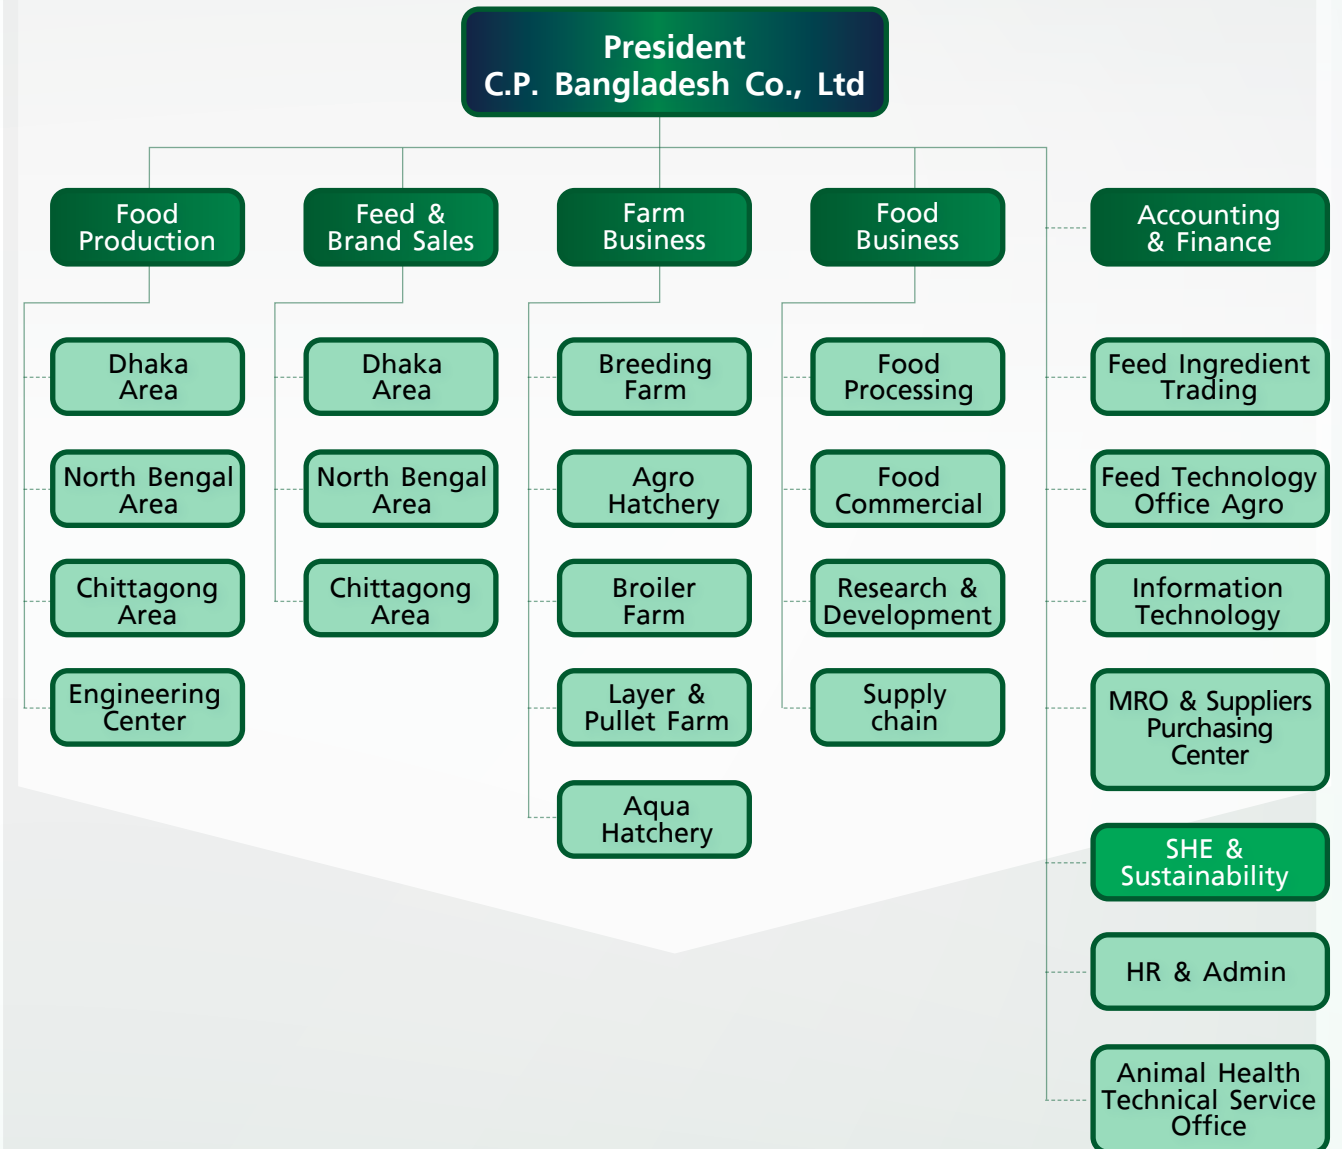 President
C.P. Bangladesh Co., Ltd
Food
Production
Feed &
Brand Sales
Farm
Business
Food
Business
Accounting
& Finance
Dhaka
Area
Dhaka
Area
Breeding
Farm
Food
Processing
Feed Ingredient
Trading
North Bengal
Area
North Bengal
Area
Agro
Hatchery
Food
Commercial
Feed Technology
Office Agro
Chittagong
Area
Chittagong
Area
Broiler
Farm
Research &
Development
Information
Technology
Engineering
Center
Layer &
Pullet Farm
Supply
chain
MRO & Suppliers
Purchasing
Center
Aqua
Hatchery
SHE &
Sustainability
HR & Admin
Animal Health
Technical Service
Office